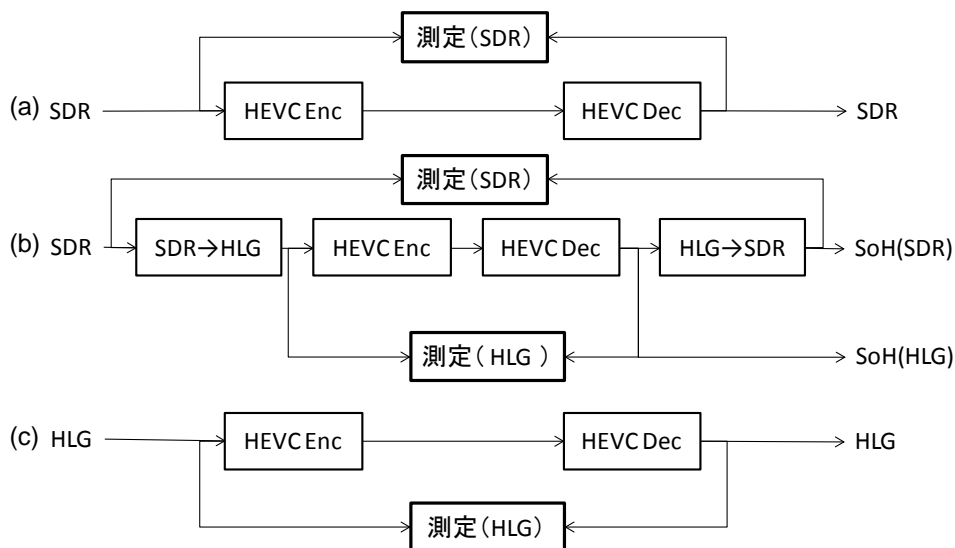 測定（SDR）
(a) SDR HEVC Enc HEVC Dec SDR
測定（SDR）
(b) SDR SDR→HLG HEVC Enc HEVC Dec HLG→SDR SoH(SDR)
測定（HLG ） SoH(HLG)
(c) HLG HEVC Enc HEVC Dec HLG
測定（HLG）